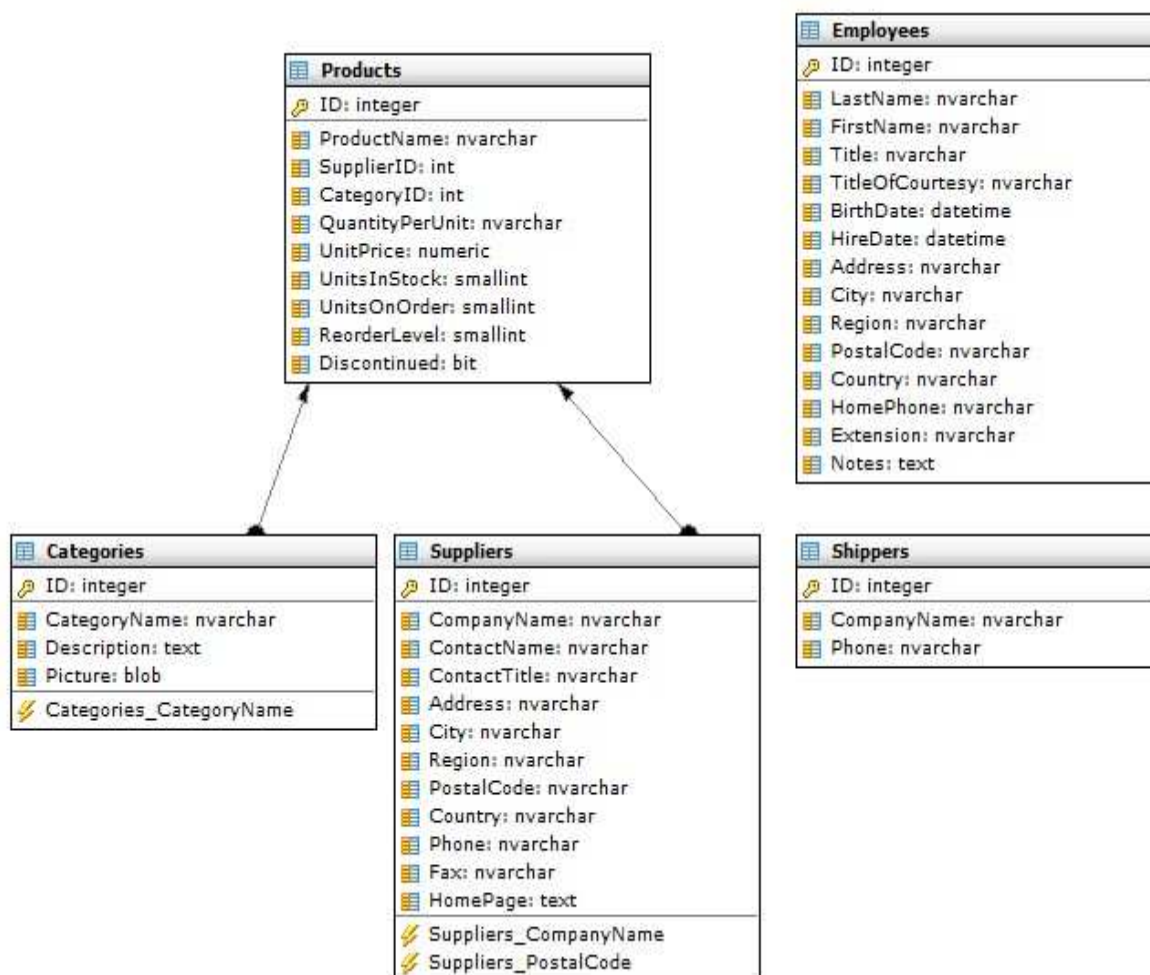 Products
ID: integer
ProductName: nvarchar
SupplierID: int
CategoryID: int
QuantityPerUnit: nvarchar
UnitPrice: numeric
UnitsInStock: smallint
UnitsOnOrder: smallint
ReorderLevel: smallint
Discontinued: bit
Employees
ID: integer
LastName: nvarchar
FirstName: nvarchar
Title: nvarchar
TitleOfCourtesy: nvarchar
BirthDate: datetime
HireDate: datetime
Address: nvarchar
City: nvarchar
Region: nvarchar
PostalCode: nvarchar
Country: nvarchar
HomePhone: nvarchar
Extension: nvarchar
Notes: text
Categories
ID: integer
CategoryName: nvarchar
Description: text
Picture: blob
Categories_CategoryName
Suppliers
ID: integer
CompanyName: nvarchar
ContactName: nvarchar
ContactTitle: nvarchar
Address: nvarchar
City: nvarchar
Region: nvarchar
PostalCode: nvarchar
Country: nvarchar
Phone: nvarchar
Fax: nvarchar
HomePage: text
Suppliers_CompanyName
Suppliers_PostalCode
Shippers
ID: integer
CompanyName: nvarchar
Phone: nvarchar